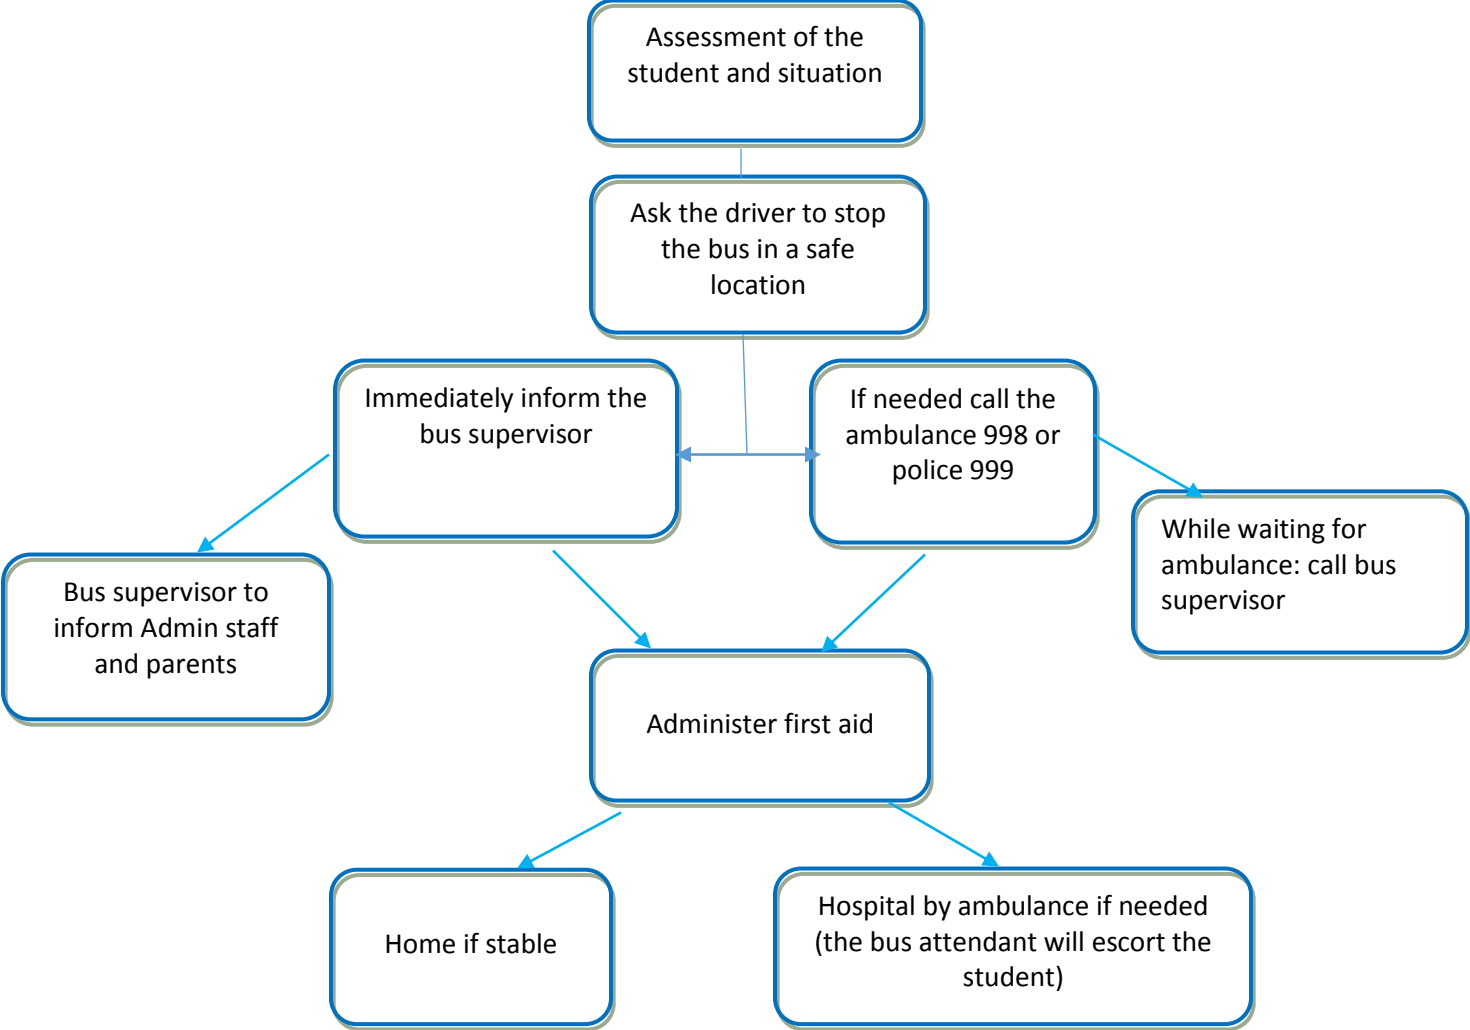 Assessment of the
student and situation
Ask the driver to stop
the bus in a safe
location
Immediately inform the
bus supervisor
If needed call the
ambulance 998 or
police 999
While waiting for
ambulance: call bus
supervisor
Bus supervisor to
inform Admin staff
and parents
Administer first aid
Home if stable
Hospital by ambulance if needed
(the bus attendant will escort the
student)